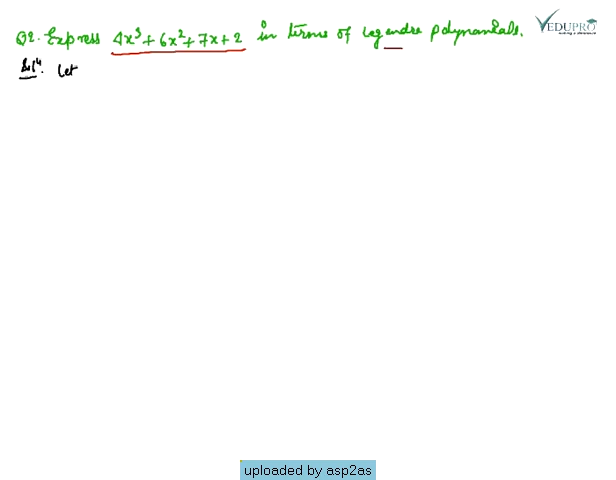 Q2. Express 4x³ + 6x² + 7x + 2 in terms of Legendre polynomials.
VEDUPRO
Solⁿ. Let
uploaded by asp2as